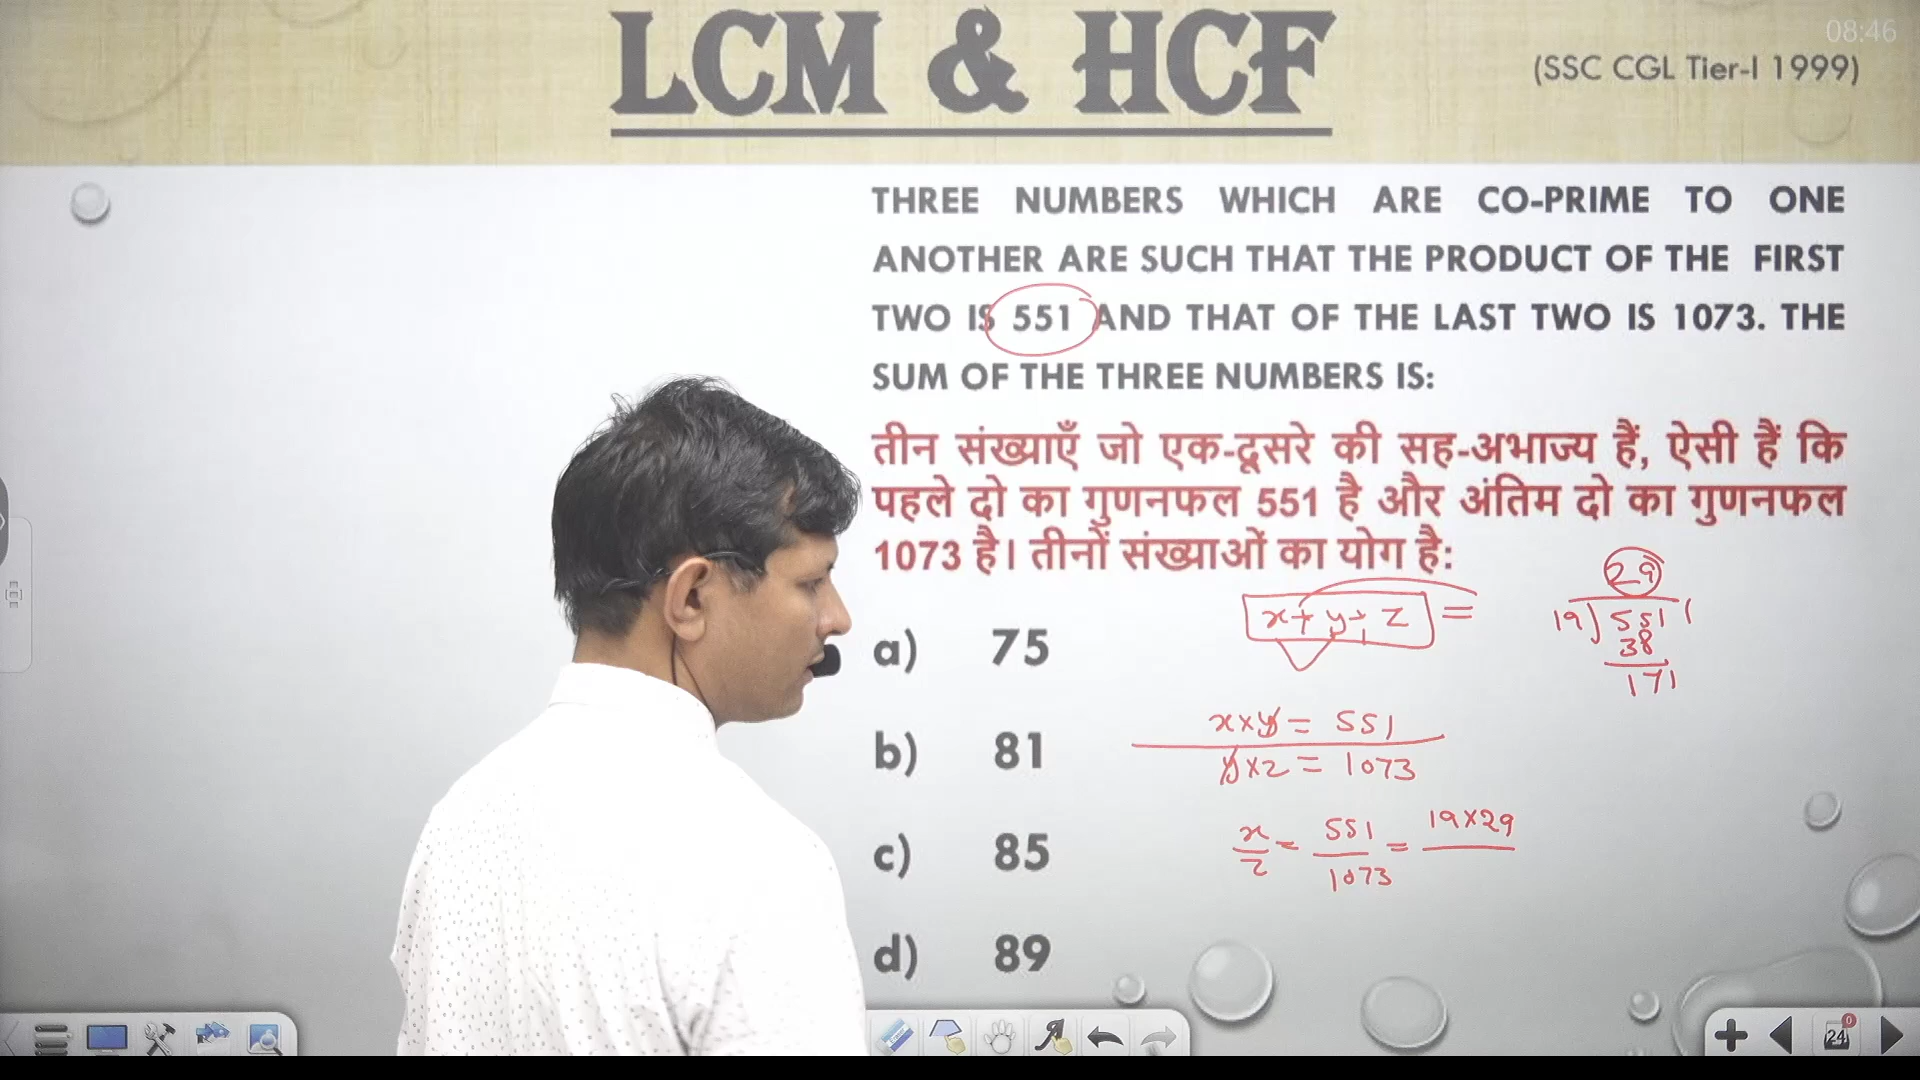 LCM & HCF
08:46
(SSC CGL Tier-I 1999)
THREE NUMBERS WHICH ARE CO-PRIME TO ONE
ANOTHER ARE SUCH THAT THE PRODUCT OF THE FIRST
TWO IS 551 AND THAT OF THE LAST TWO IS 1073. THE
SUM OF THE THREE NUMBERS IS:
तीन संख्याएँ जो एक-दूसरे की सह-अभाज्य हैं, ऐसी हैं कि
पहले दो का गुणनफल 551 है और अंतिम दो का गुणनफल
1073 है। तीनों संख्याओं का योग है:
a) 75
b) 81
c) 85
d) 89
x+y+z =
29
19)551(
38
171
x×y = 551
y×z = 1073
x/z = 551/1073 = 19×29
24
0